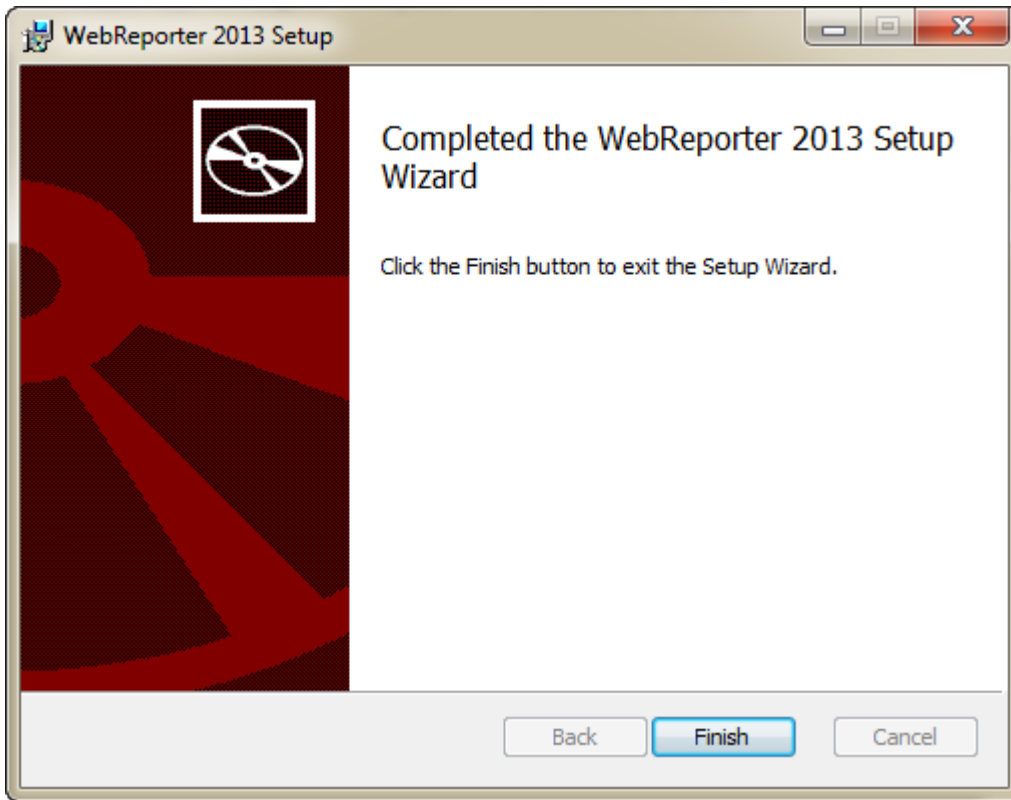 WebReporter 2013 Setup
Completed the WebReporter 2013 Setup
Wizard
Click the Finish button to exit the Setup Wizard.
Back
Finish
Cancel